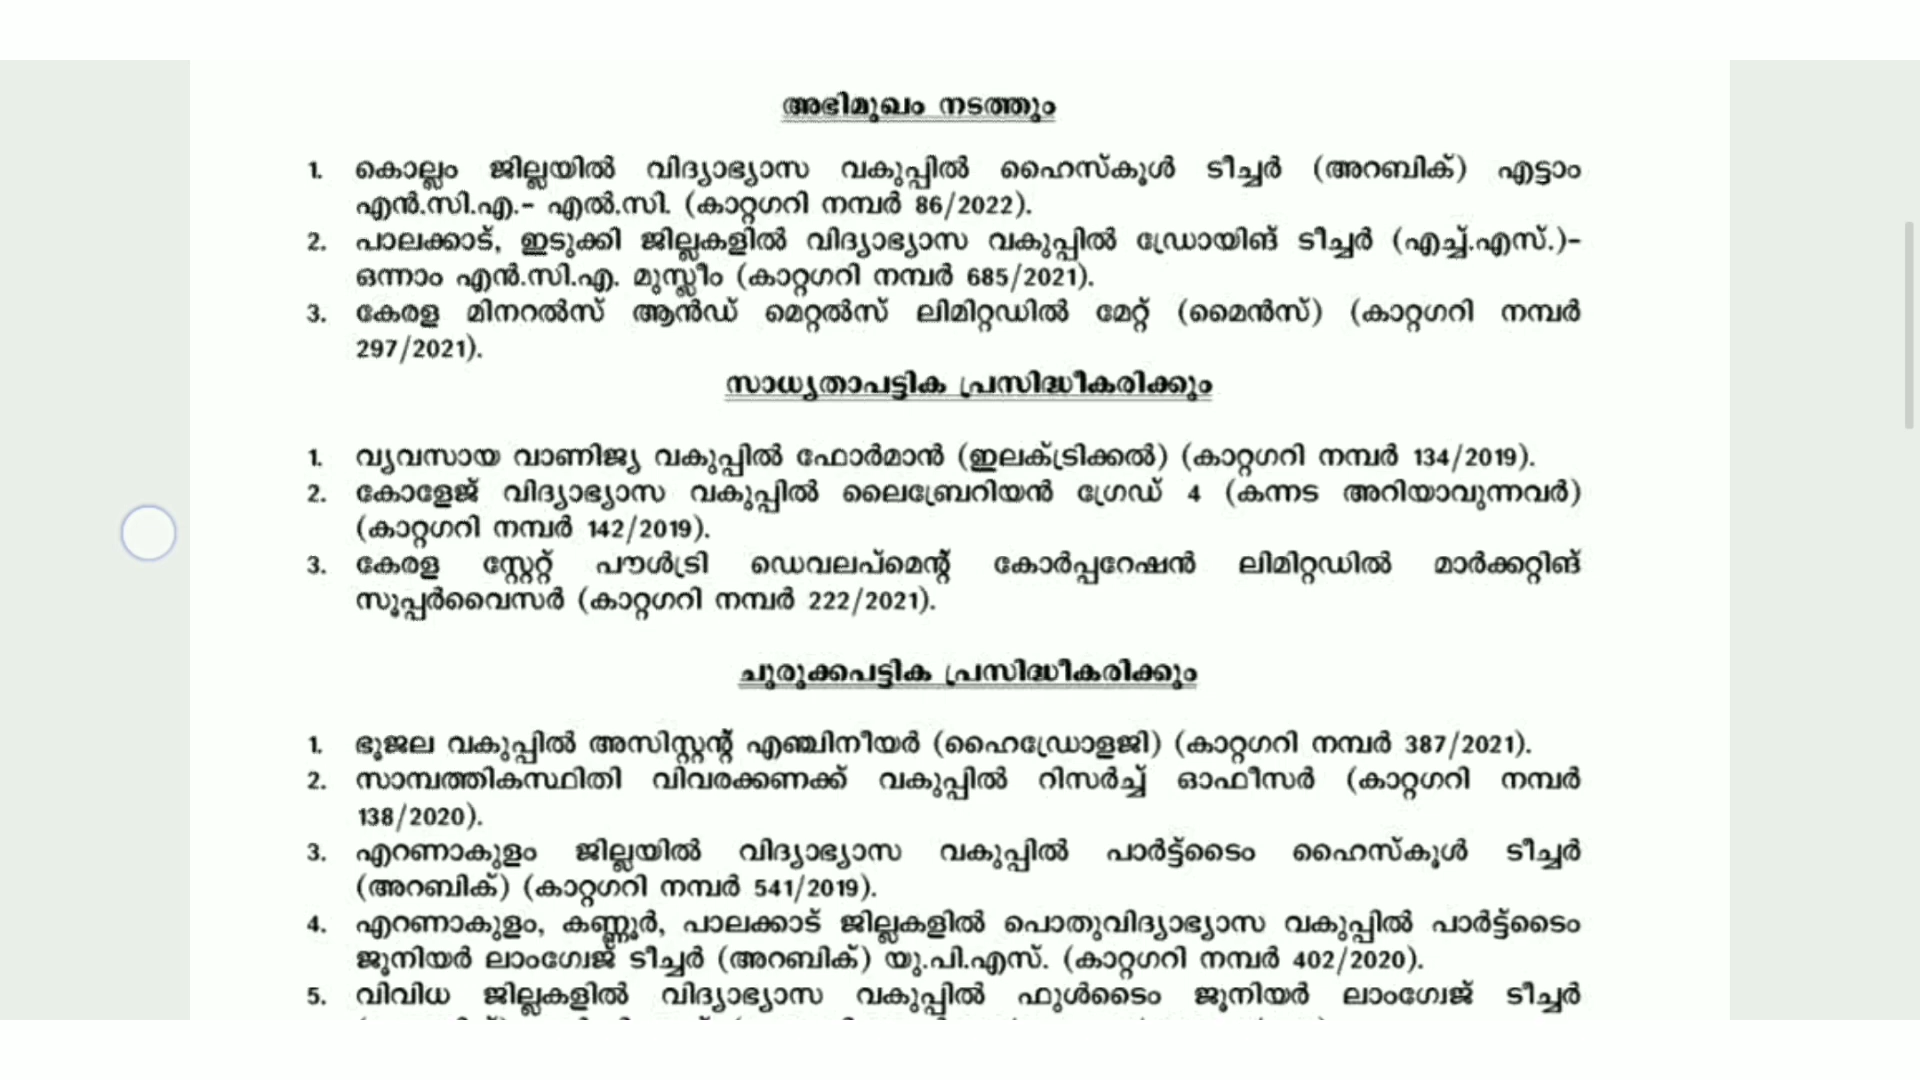 അഭിമുഖം നടത്തും
1. കൊല്ലം ജില്ലയിൽ വിദ്യാഭ്യാസ വകുപ്പിൽ ഹൈസ്കൂൾ ടീച്ചർ (അറബിക്) എട്ടാം
എൻ.സി.എ.- എൽ.സി. (കാറ്റഗറി നമ്പർ 86/2022).
2. പാലക്കാട്, ഇടുക്കി ജില്ലകളിൽ വിദ്യാഭ്യാസ വകുപ്പിൽ ഡ്രോയിങ് ടീച്ചർ (എച്ച്.എസ്.)-
ഒന്നാം എൻ.സി.എ. മുസ്ലീം (കാറ്റഗറി നമ്പർ 685/2021).
3. കേരള മിനറൽസ് ആൻഡ് മെറ്റൽസ് ലിമിറ്റഡിൽ മേറ്റ് (മൈൻസ്) (കാറ്റഗറി നമ്പർ
297/2021).
സാധ്യതാപട്ടിക പ്രസിദ്ധീകരിക്കും
1. വ്യവസായ വാണിജ്യ വകുപ്പിൽ ഫോർമാൻ (ഇലക്ട്രിക്കൽ) (കാറ്റഗറി നമ്പർ 134/2019).
2. കോളേജ് വിദ്യാഭ്യാസ വകുപ്പിൽ ലൈബ്രേറിയൻ ഗ്രേഡ് 4 (കന്നട അറിയാവുന്നവർ)
(കാറ്റഗറി നമ്പർ 142/2019).
3. കേരള സ്റ്റേറ്റ് പൗൾട്രി ഡെവലപ്മെന്റ് കോർപ്പറേഷൻ ലിമിറ്റഡിൽ മാർക്കറ്റിങ്
സൂപ്പർവൈസർ (കാറ്റഗറി നമ്പർ 222/2021).
ചുരുക്കപട്ടിക പ്രസിദ്ധീകരിക്കും
1. ഭൂജല വകുപ്പിൽ അസിസ്റ്റന്റ് എഞ്ചിനീയർ (ഹൈഡ്രോളജി) (കാറ്റഗറി നമ്പർ 387/2021).
2. സാമ്പത്തികസ്ഥിതി വിവരക്കണക്ക് വകുപ്പിൽ റിസർച്ച് ഓഫീസർ (കാറ്റഗറി നമ്പർ
138/2020).
3. എറണാകുളം ജില്ലയിൽ വിദ്യാഭ്യാസ വകുപ്പിൽ പാർട്ട്ടൈം ഹൈസ്കൂൾ ടീച്ചർ
(അറബിക്) (കാറ്റഗറി നമ്പർ 541/2019).
4. എറണാകുളം, കണ്ണൂർ, പാലക്കാട് ജില്ലകളിൽ പൊതുവിദ്യാഭ്യാസ വകുപ്പിൽ പാർട്ട്ടൈം
ജൂനിയർ ലാംഗ്വേജ് ടീച്ചർ (അറബിക്) യു.പി.എസ്. (കാറ്റഗറി നമ്പർ 402/2020).
5. വിവിധ ജില്ലകളിൽ വിദ്യാഭ്യാസ വകുപ്പിൽ ഫുൾടൈം ജൂനിയർ ലാംഗ്വേജ് ടീച്ചർ